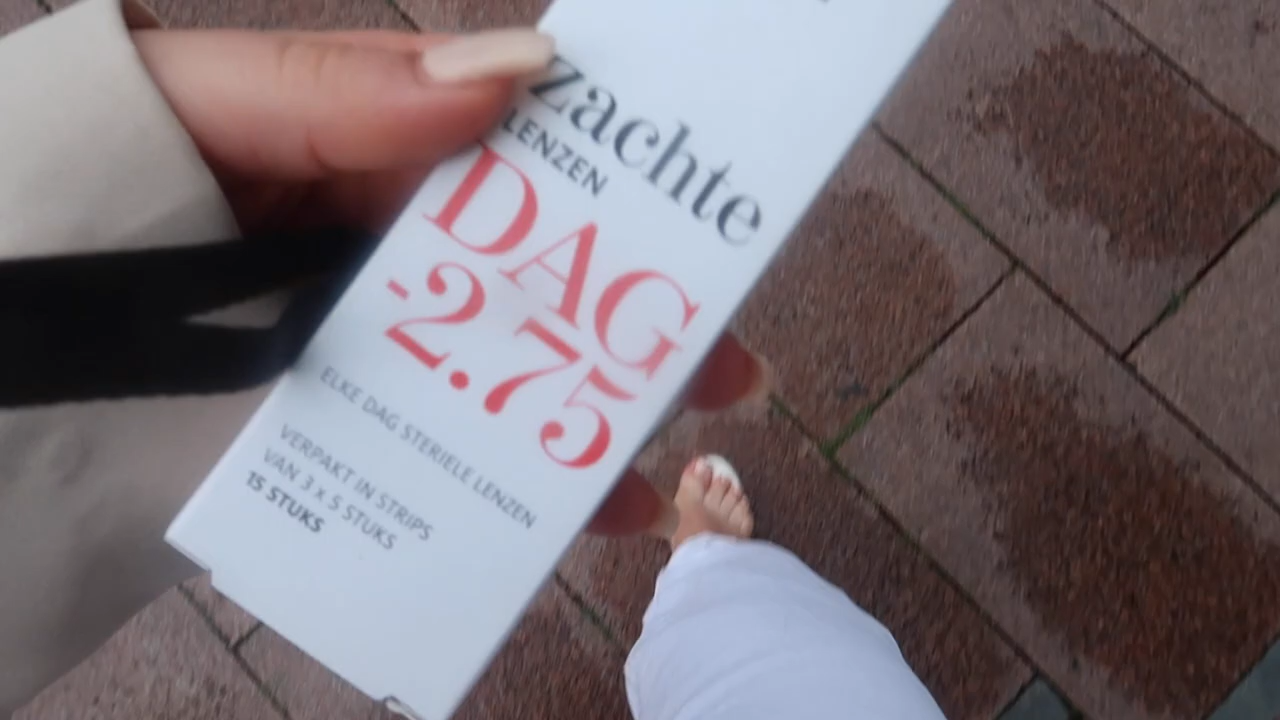 zachte
LENZEN
DAG
-2.75
ELKE DAG STERIELE LENZEN
VERPAKT IN STRIPS
VAN 3 x 5 STUKS
15 STUKS